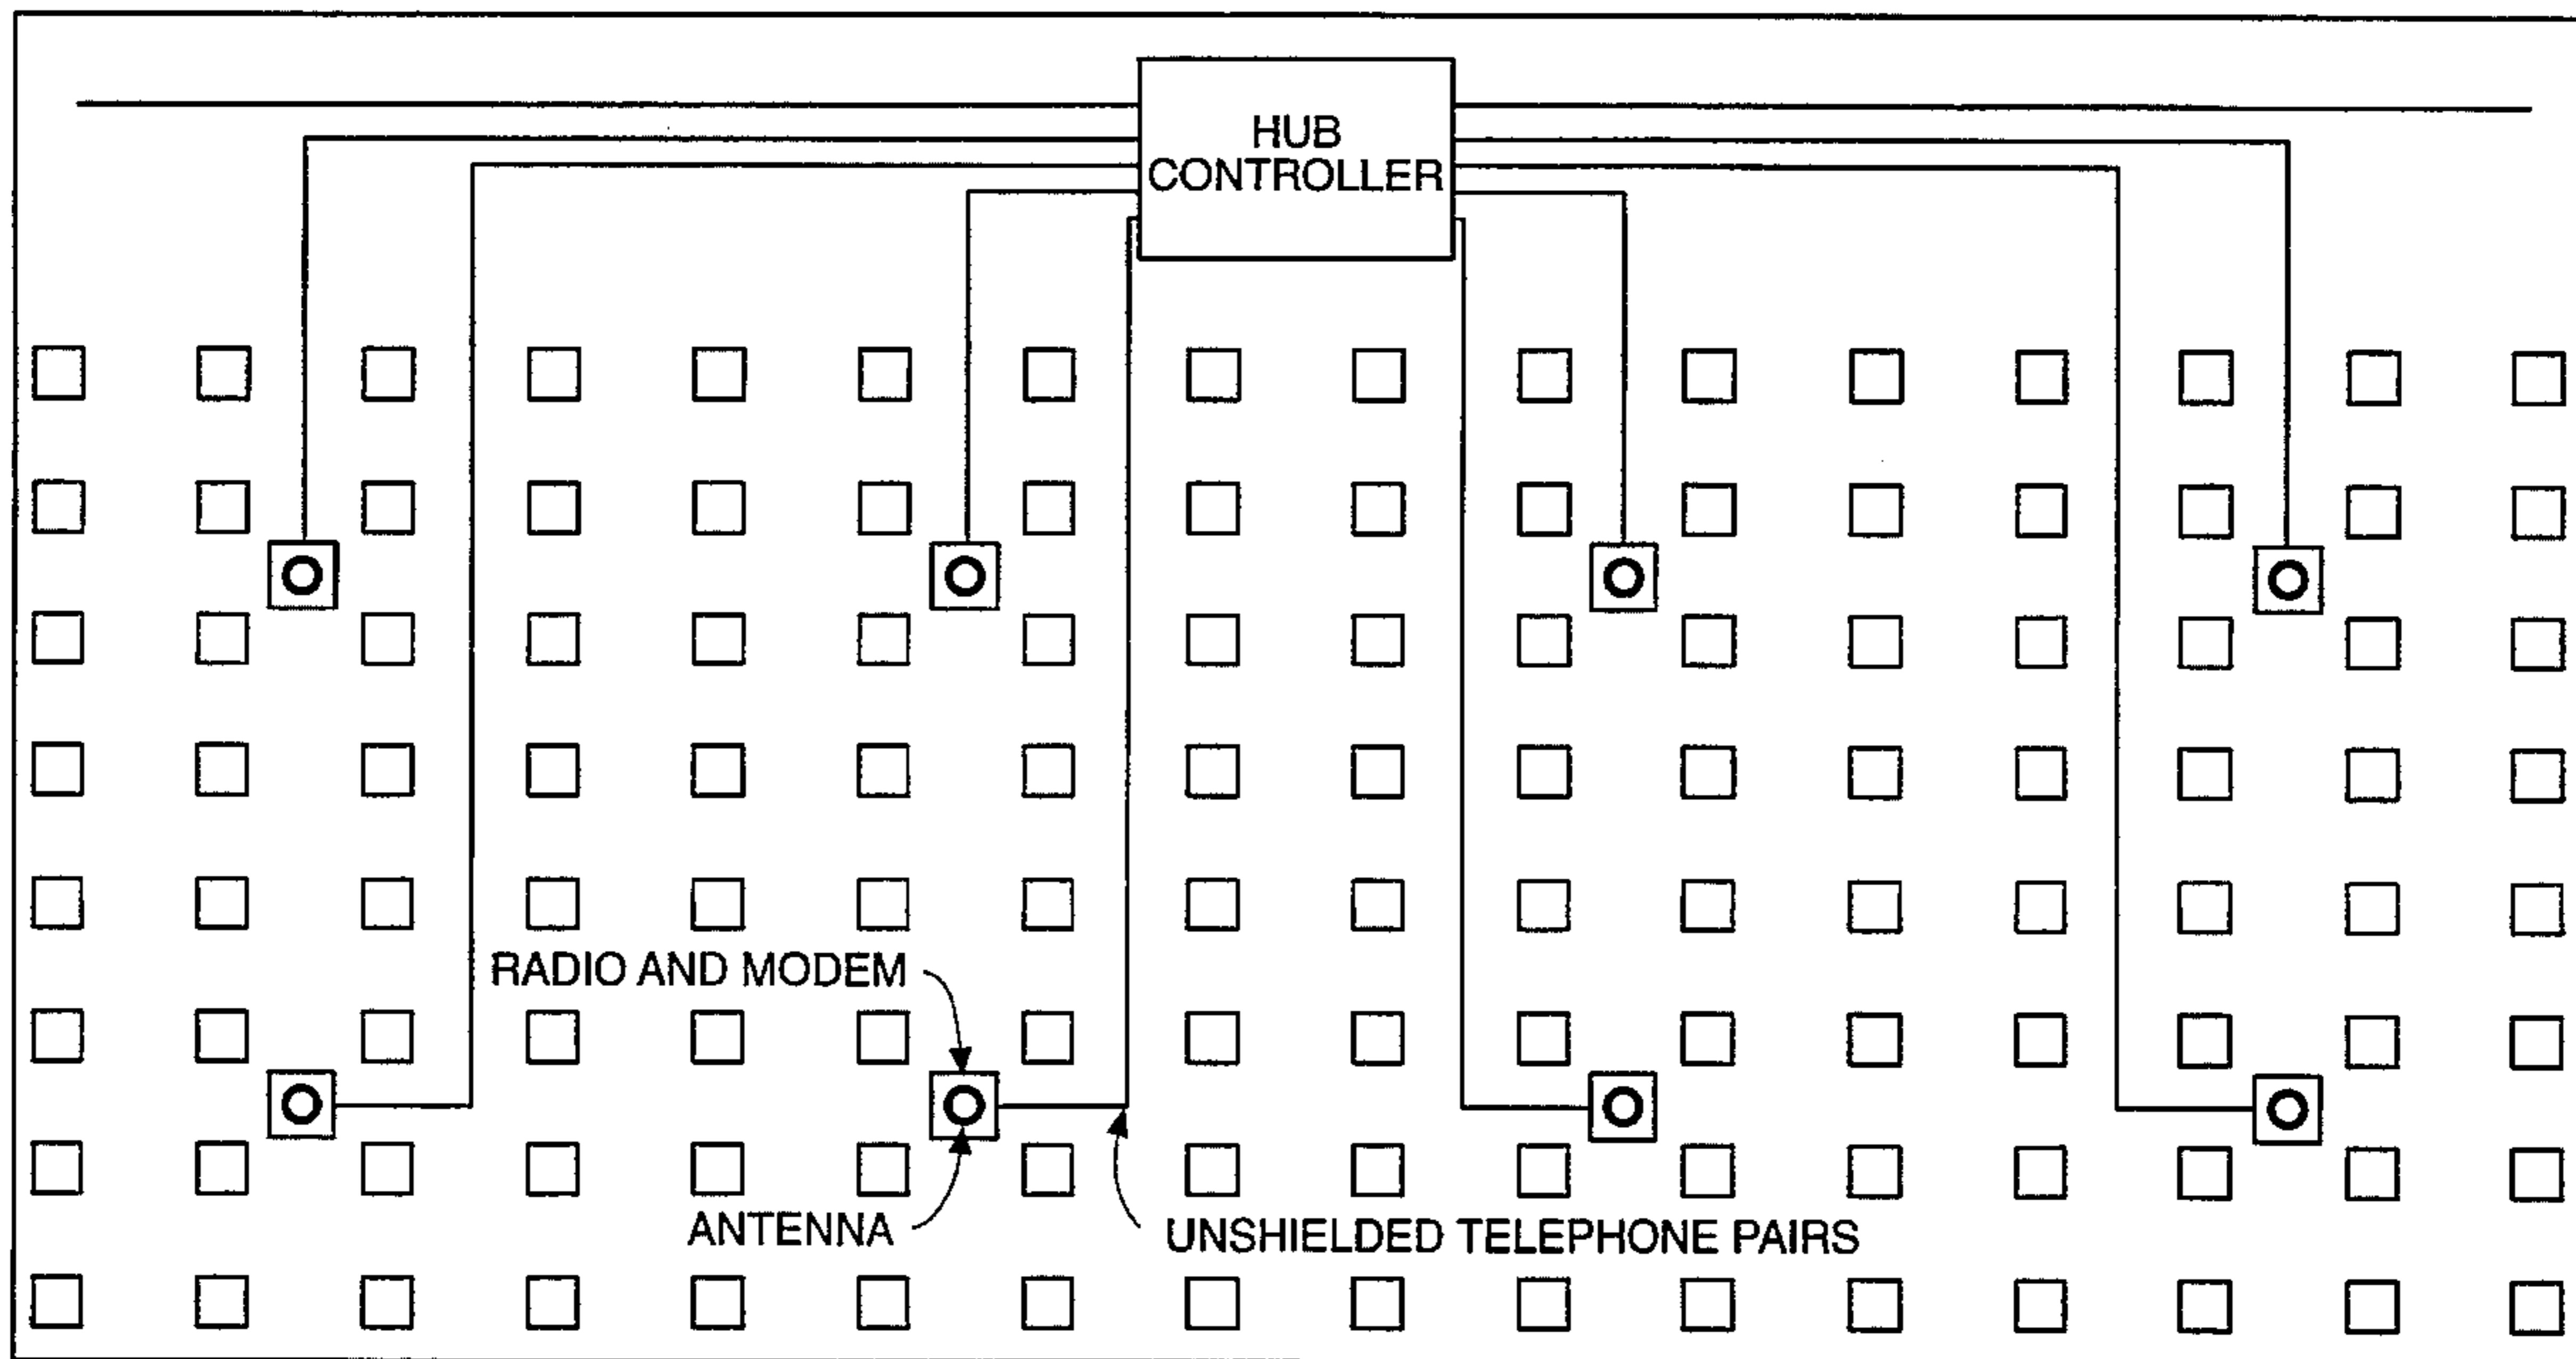 HUB
CONTROLLER
RADIO AND MODEM
ANTENNA
UNSHIELDED TELEPHONE PAIRS